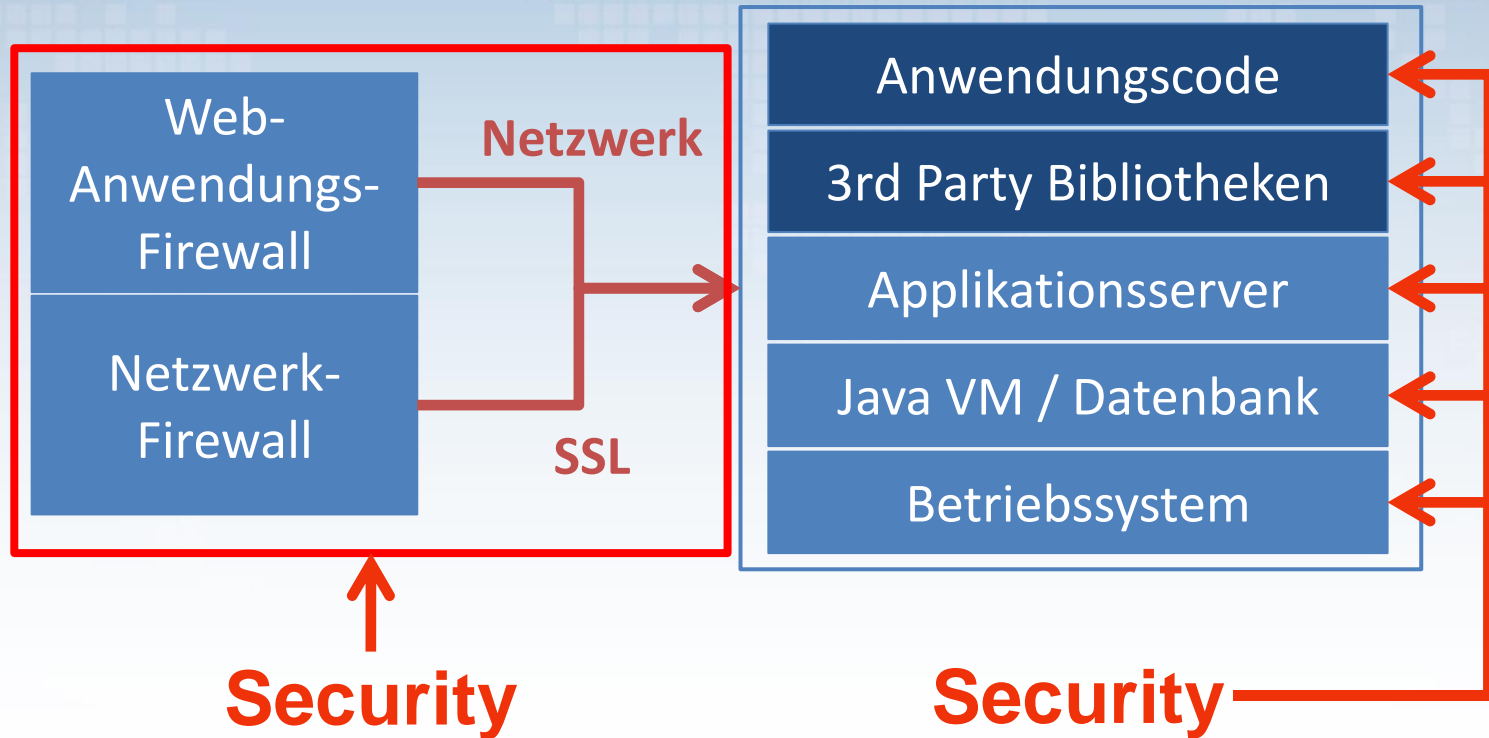 Web-
Anwendungs-
Firewall
Netzwerk-
Firewall
Netzwerk
SSL
Anwendungscode
3rd Party Bibliotheken
Applikationsserver
Java VM / Datenbank
Betriebssystem
Security
Security